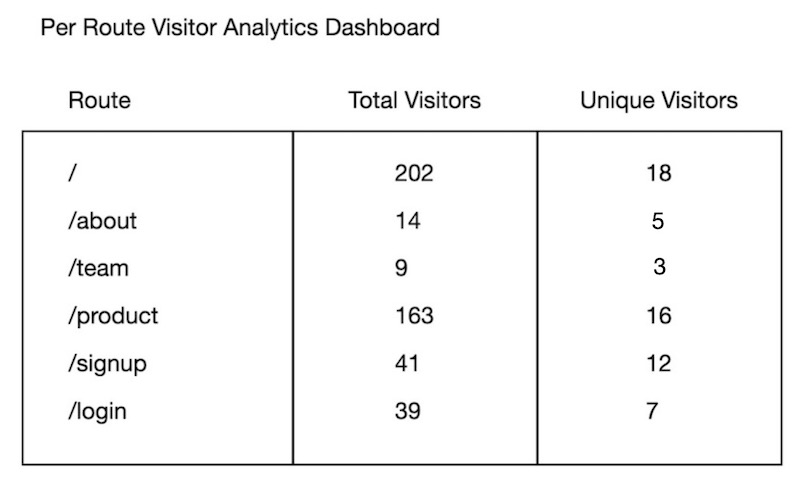 Per Route Visitor Analytics Dashboard
Route Total Visitors Unique Visitors
/ 202 18
/about 14 5
/team 9 3
/product 163 16
/signup 41 12
/login 39 7